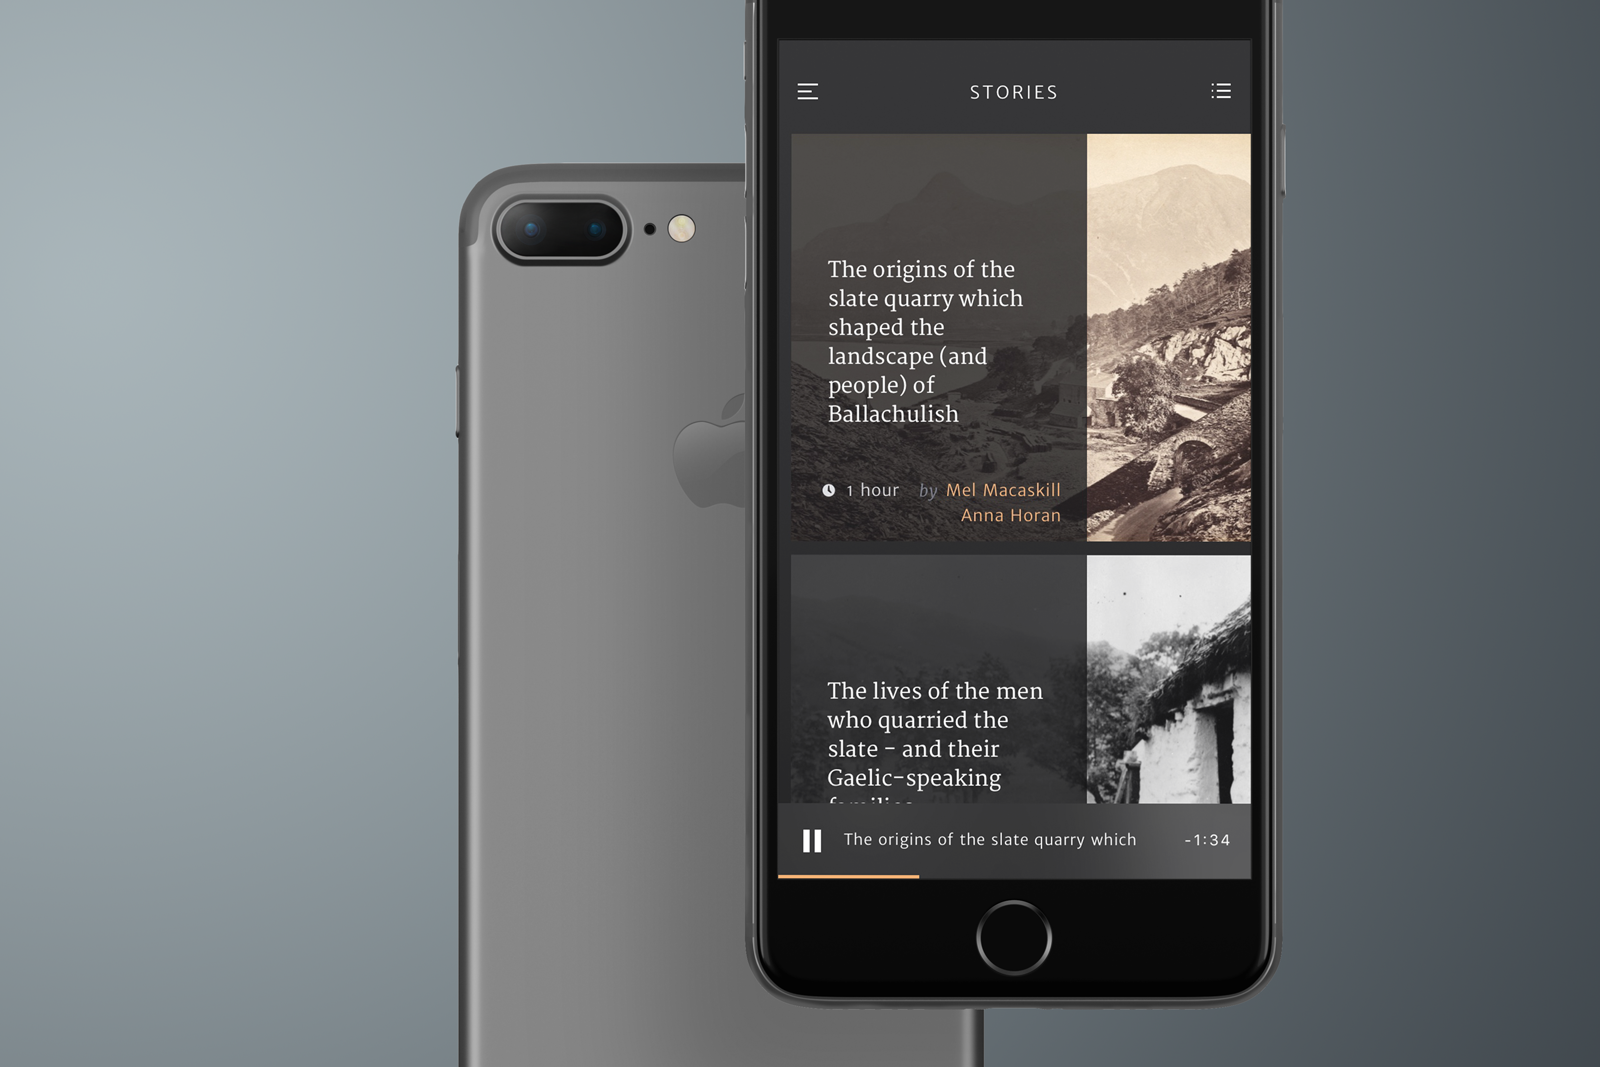 STORIES
The origins of the
slate quarry which
shaped the
landscape (and
people) of
Ballachulish
1 hour by Mel Macaskill
Anna Horan
The lives of the men
who quarried the
slate – and their
Gaelic-speaking
families
The origins of the slate quarry which
-1:34